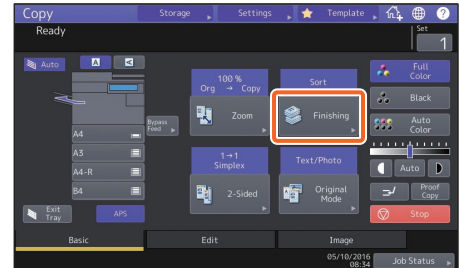 Copy
Storage
Settings
Template
?
Ready
Set
1
Auto
A
A
100 %
Org → Copy
Sort
Full
Color
Zoom
Finishing
Black
Bypass
Feed
Auto
Color
A4
A3
A4-R
B4
1→1
Simplex
Text/Photo
Auto
2-Sided
Original
Mode
Proof
Copy
Exit
Tray
APS
Stop
Basic
Edit
Image
05/10/2016
08:34
Job Status